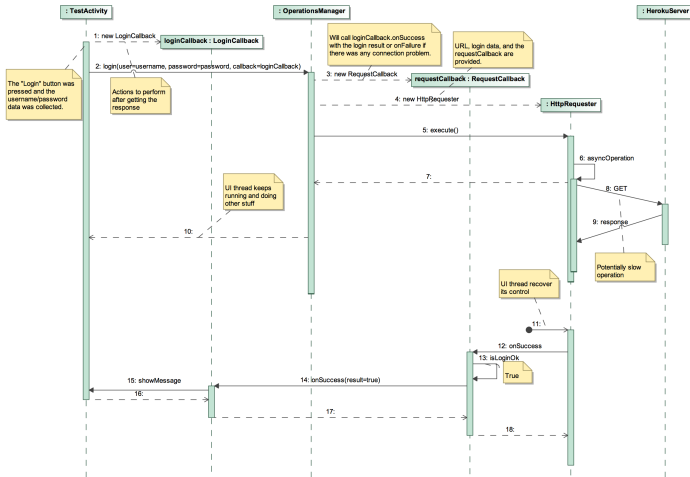 : TestActivity
: OperationsManager
: HerokuServer
1: new LoginCallback
loginCallback : LoginCallback
Will call loginCallback.onSuccess
with the login result or onFailure if
there was any connection problem.
URL, login data, and the
requestCallback are
provided.
2: login(user=username, password=password, callback=loginCallback)
3: new RequestCallback
requestCallback : RequestCallback
The "Login" button was
pressed and the
username/password
data was collected.
Actions to perform
after getting the
response
4: new HttpRequester
: HttpRequester
5: execute()
6: asyncOperation
7:
8: GET
UI thread keeps
running and doing
other stuff
9: response
10:
Potentially slow
operation
UI thread recover
its control
11:
12: onSuccess
13: isLoginOk
True
14: onSuccess(result=true)
15: showMessage
16:
17:
18: